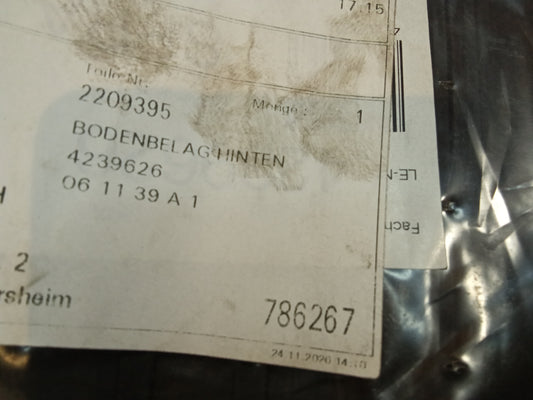 17 15
Teile-Nr.
2209395
Menge :
1
BODENBELAG HINTEN
4239626
06 11 39 A 1
H
2
rsheim
786267
24.11.2020 14:10
LE-N
Fach